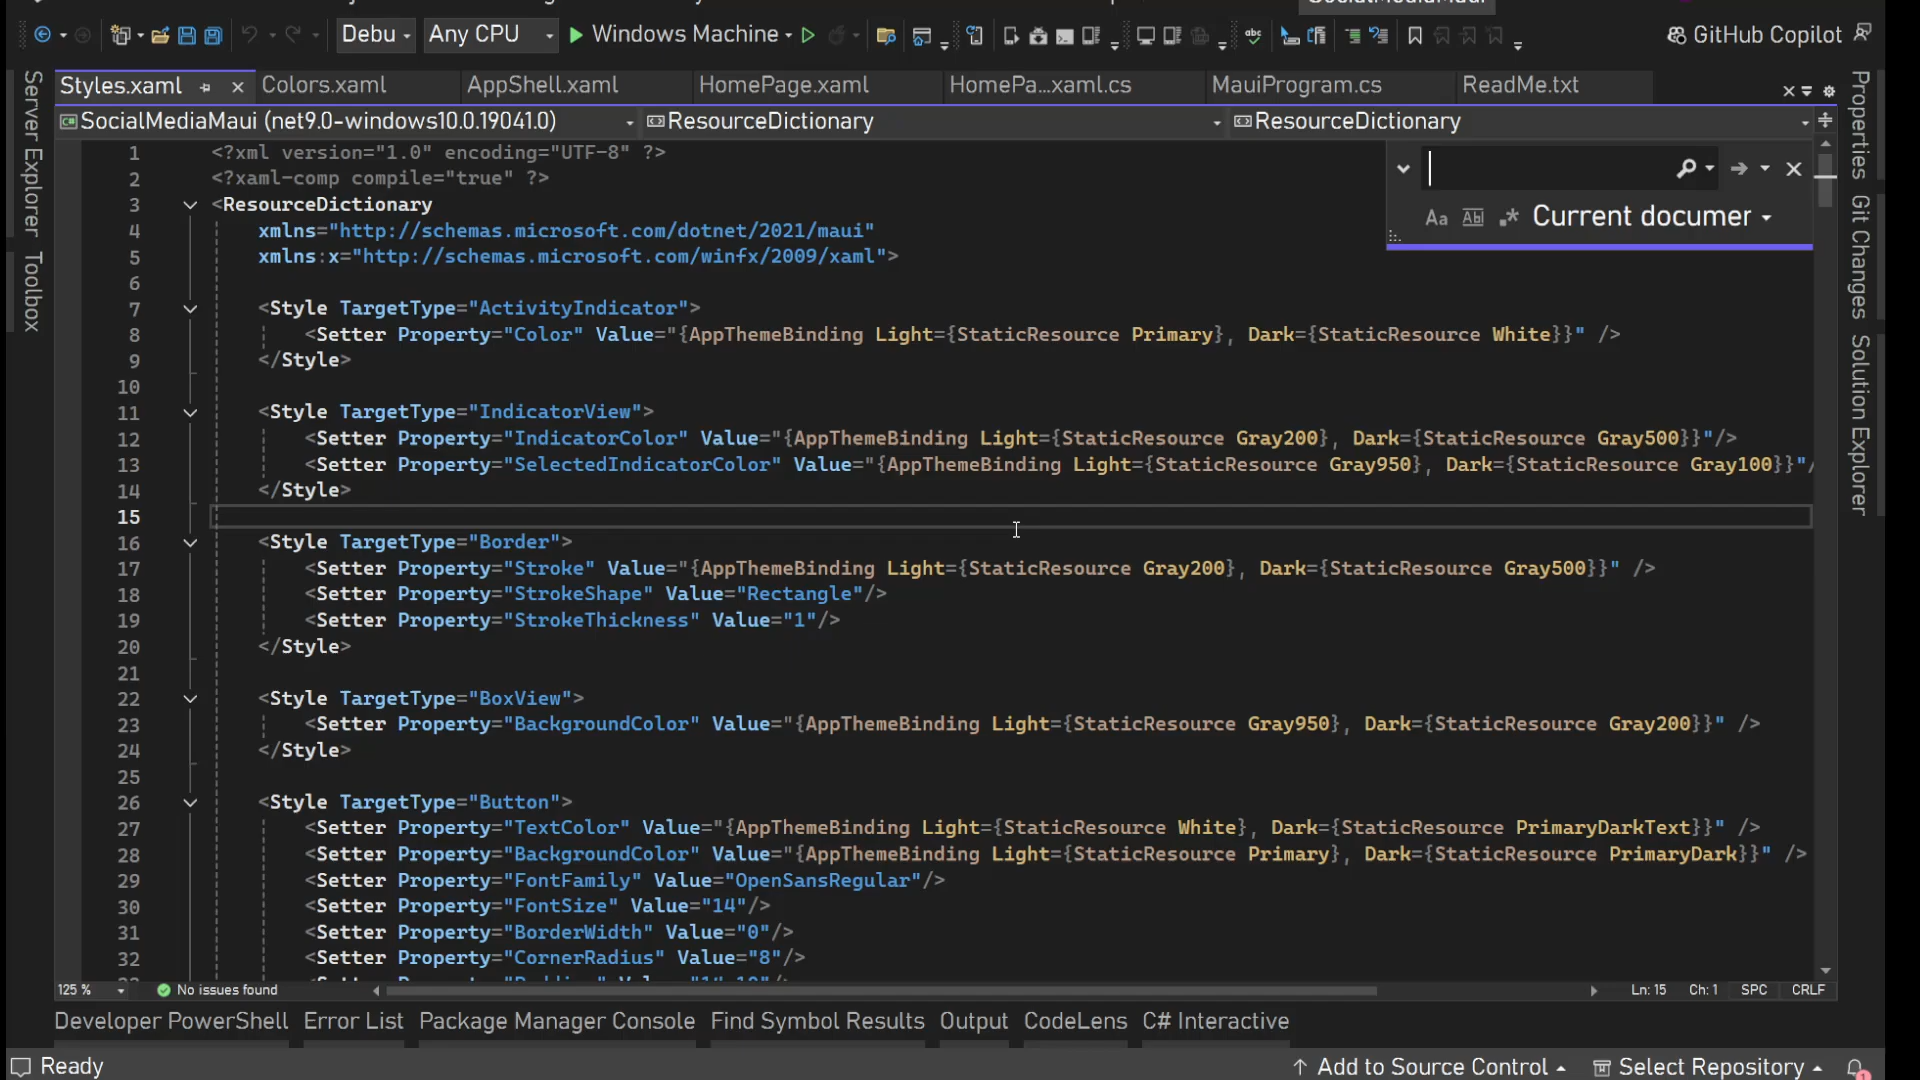 Debu Any CPU Windows Machine GitHub Copilot
Styles.xaml Colors.xaml AppShell.xaml HomePage.xaml HomePa...xaml.cs MauiProgram.cs ReadMe.txt
SocialMediaMaui (net9.0-windows10.0.19041.0) ResourceDictionary ResourceDictionary
Server Explorer
Toolbox
Properties
Git Changes
Solution Explorer
Aa Abl .* Current documer
1 <?xml version="1.0" encoding="UTF-8" ?>
2 <?xaml-comp compile="true" ?>
3 <ResourceDictionary
4 xmlns="http://schemas.microsoft.com/dotnet/2021/maui"
5 xmlns:x="http://schemas.microsoft.com/winfx/2009/xaml">
6
7 <Style TargetType="ActivityIndicator">
8 <Setter Property="Color" Value="{AppThemeBinding Light={StaticResource Primary}, Dark={StaticResource White}}" />
9 </Style>
10
11 <Style TargetType="IndicatorView">
12 <Setter Property="IndicatorColor" Value="{AppThemeBinding Light={StaticResource Gray200}, Dark={StaticResource Gray500}}"/>
13 <Setter Property="SelectedIndicatorColor" Value="{AppThemeBinding Light={StaticResource Gray950}, Dark={StaticResource Gray100}}"/
14 </Style>
15
16 <Style TargetType="Border">
17 <Setter Property="Stroke" Value="{AppThemeBinding Light={StaticResource Gray200}, Dark={StaticResource Gray500}}" />
18 <Setter Property="StrokeShape" Value="Rectangle"/>
19 <Setter Property="StrokeThickness" Value="1"/>
20 </Style>
21
22 <Style TargetType="BoxView">
23 <Setter Property="BackgroundColor" Value="{AppThemeBinding Light={StaticResource Gray950}, Dark={StaticResource Gray200}}" />
24 </Style>
25
26 <Style TargetType="Button">
27 <Setter Property="TextColor" Value="{AppThemeBinding Light={StaticResource White}, Dark={StaticResource PrimaryDarkText}}" />
28 <Setter Property="BackgroundColor" Value="{AppThemeBinding Light={StaticResource Primary}, Dark={StaticResource PrimaryDark}}" />
29 <Setter Property="FontFamily" Value="OpenSansRegular"/>
30 <Setter Property="FontSize" Value="14"/>
31 <Setter Property="BorderWidth" Value="0"/>
32 <Setter Property="CornerRadius" Value="8"/>
125 % No issues found Ln: 15 Ch: 1 SPC CRLF
Developer PowerShell Error List Package Manager Console Find Symbol Results Output CodeLens C# Interactive
Ready Add to Source Control Select Repository 1